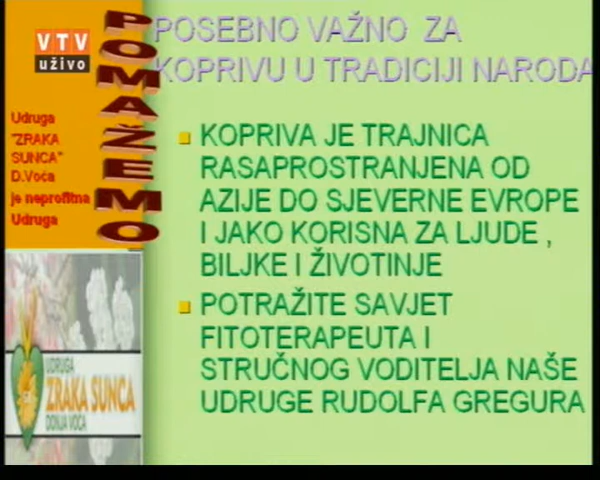 VTV
uživo
POMAŽEMO
Udruga
"ZRAKA
SUNCA"
D.Voća
je neprofitna
Udruga
UDRUGA
ZRAKA SUNCA
DONJA VOĆA
POSEBNO VAŽNO ZA
KOPRIVU U TRADICIJI NARODA
KOPRIVA JE TRAJNICA
RASAPROSTRANJENA OD
AZIJE DO SJEVERNE EVROPE
I JAKO KORISNA ZA LJUDE ,
BILJKE I ŽIVOTINJE
POTRAŽITE SAVJET
FITOTERAPEUTA I
STRUČNOG VODITELJA NAŠE
UDRUGE RUDOLFA GREGURA